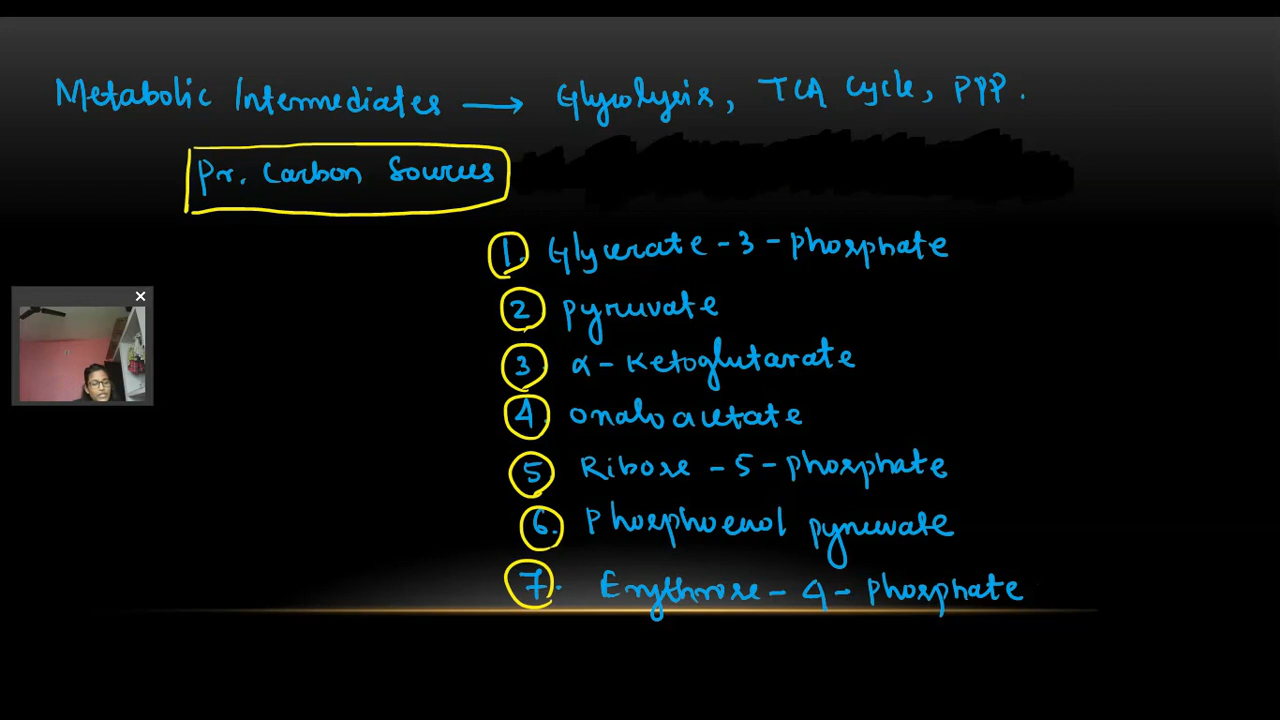 Metabolic Intermediates → Glycolysis, TCA Cycle, PPP.
Pr. Carbon Sources
1. Glycerate-3-phosphate
2 pyruvate
3 α-Ketoglutarate
4. oxaloacetate
5 Ribose-5-phosphate
6. Phosphoenol pyruvate
7. Erythrose-4-phosphate